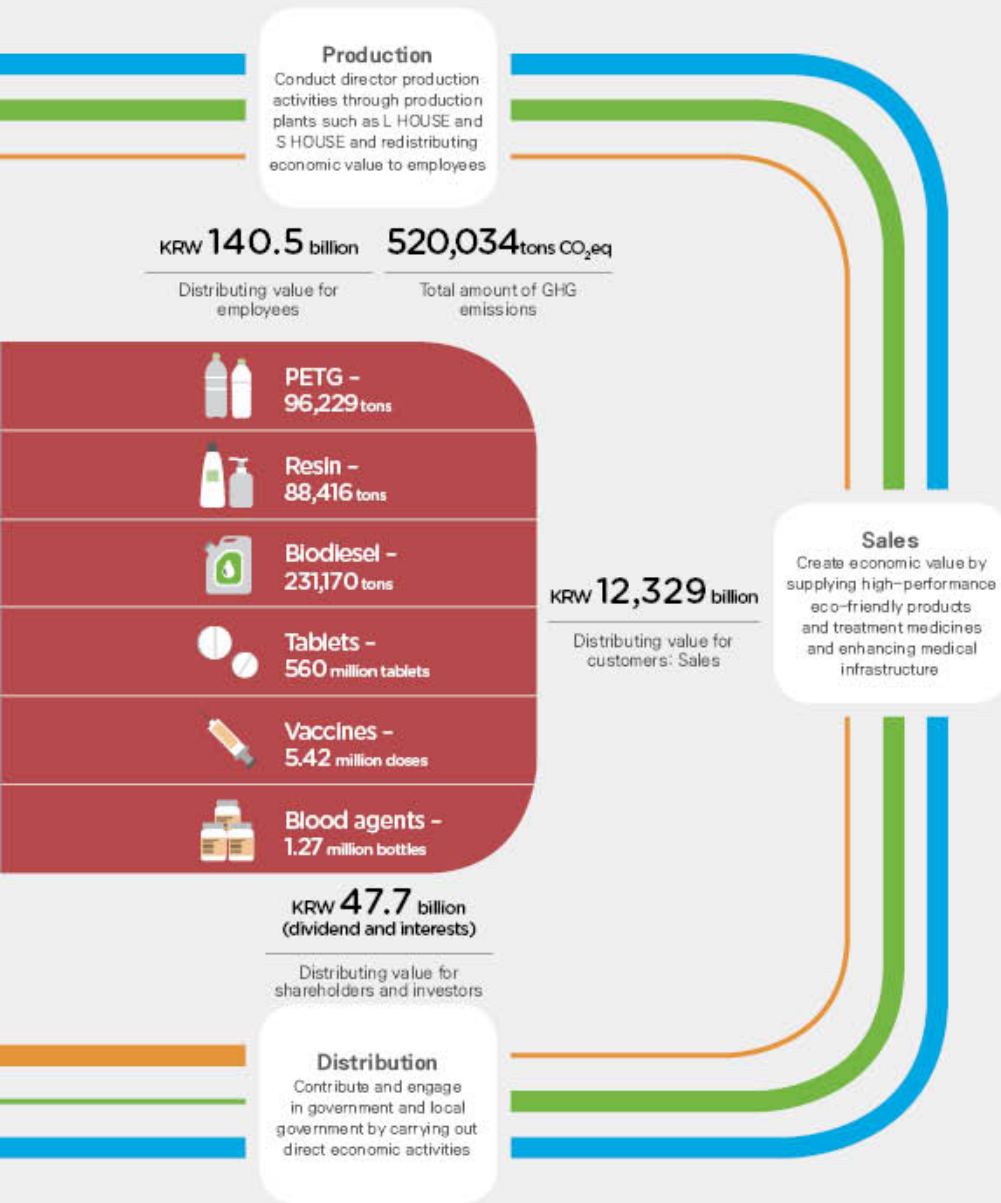 Production
Conduct director production
activities through production
plants such as L HOUSE and
S HOUSE and redistributing
economic value to employees
KRW 140.5 billion
Distributing value for
employees
520,034 tons CO₂eq
Total amount of GHG
emissions
PETG –
96,229 tons
Resin –
88,416 tons
Biodiesel –
231,170 tons
Tablets –
560 million tablets
Vaccines –
5.42 million doses
Blood agents –
1.27 million bottles
KRW 12,329 billion
Distributing value for
customers: Sales
Sales
Create economic value by
supplying high-performance
eco-friendly products
and treatment medicines
and enhancing medical
infrastructure
KRW 47.7 billion
(dividend and interests)
Distributing value for
shareholders and investors
Distribution
Contribute and engage
in government and local
government by carrying out
direct economic activities